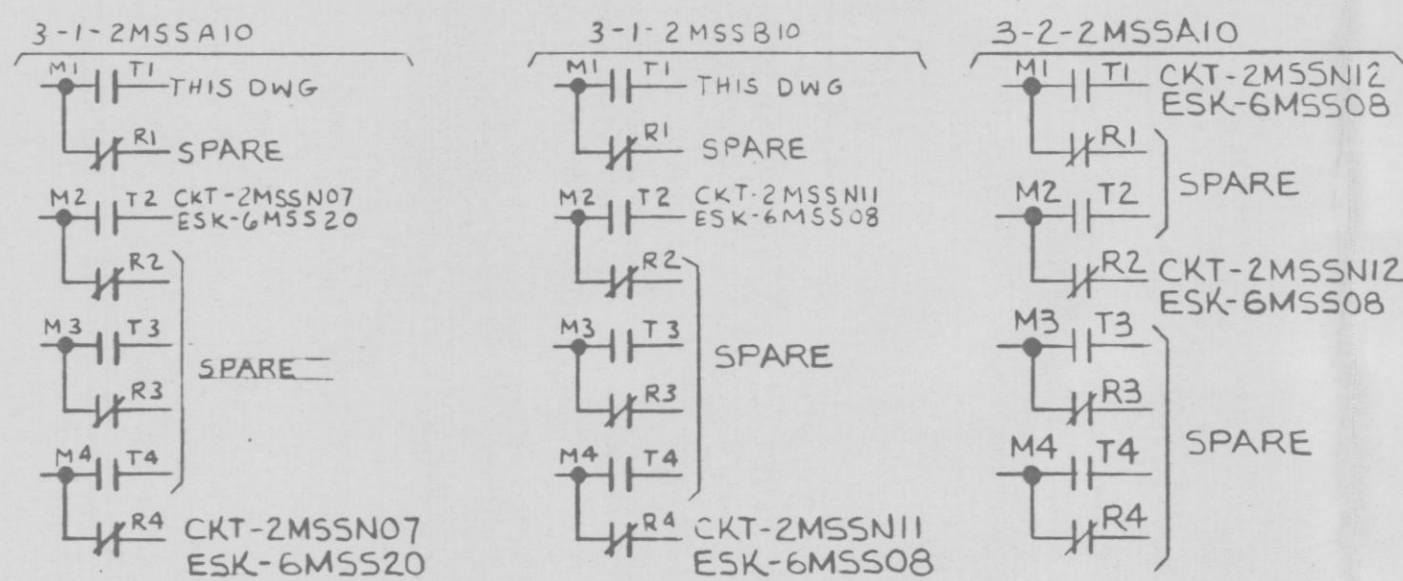 3-1-2MSSA10
M1 T1 THIS DWG
R1 SPARE
M2 T2 CKT-2MSSN07
ESK-6MSS20
R2
M3 T3
SPARE
R3
M4 T4
R4 CKT-2MSSN07
ESK-6MSS20
3-1-2MSSB10
M1 T1 THIS DWG
R1 SPARE
M2 T2 CKT-2MSSN11
ESK-6MSS08
R2
M3 T3
SPARE
R3
M4 T4
R4 CKT-2MSSN11
ESK-6MSS08
3-2-2MSSA10
M1 T1 CKT-2MSSN12
ESK-6MSS08
R1
SPARE
M2 T2
R2 CKT-2MSSN12
ESK-6MSS08
M3 T3
R3
SPARE
M4 T4
R4